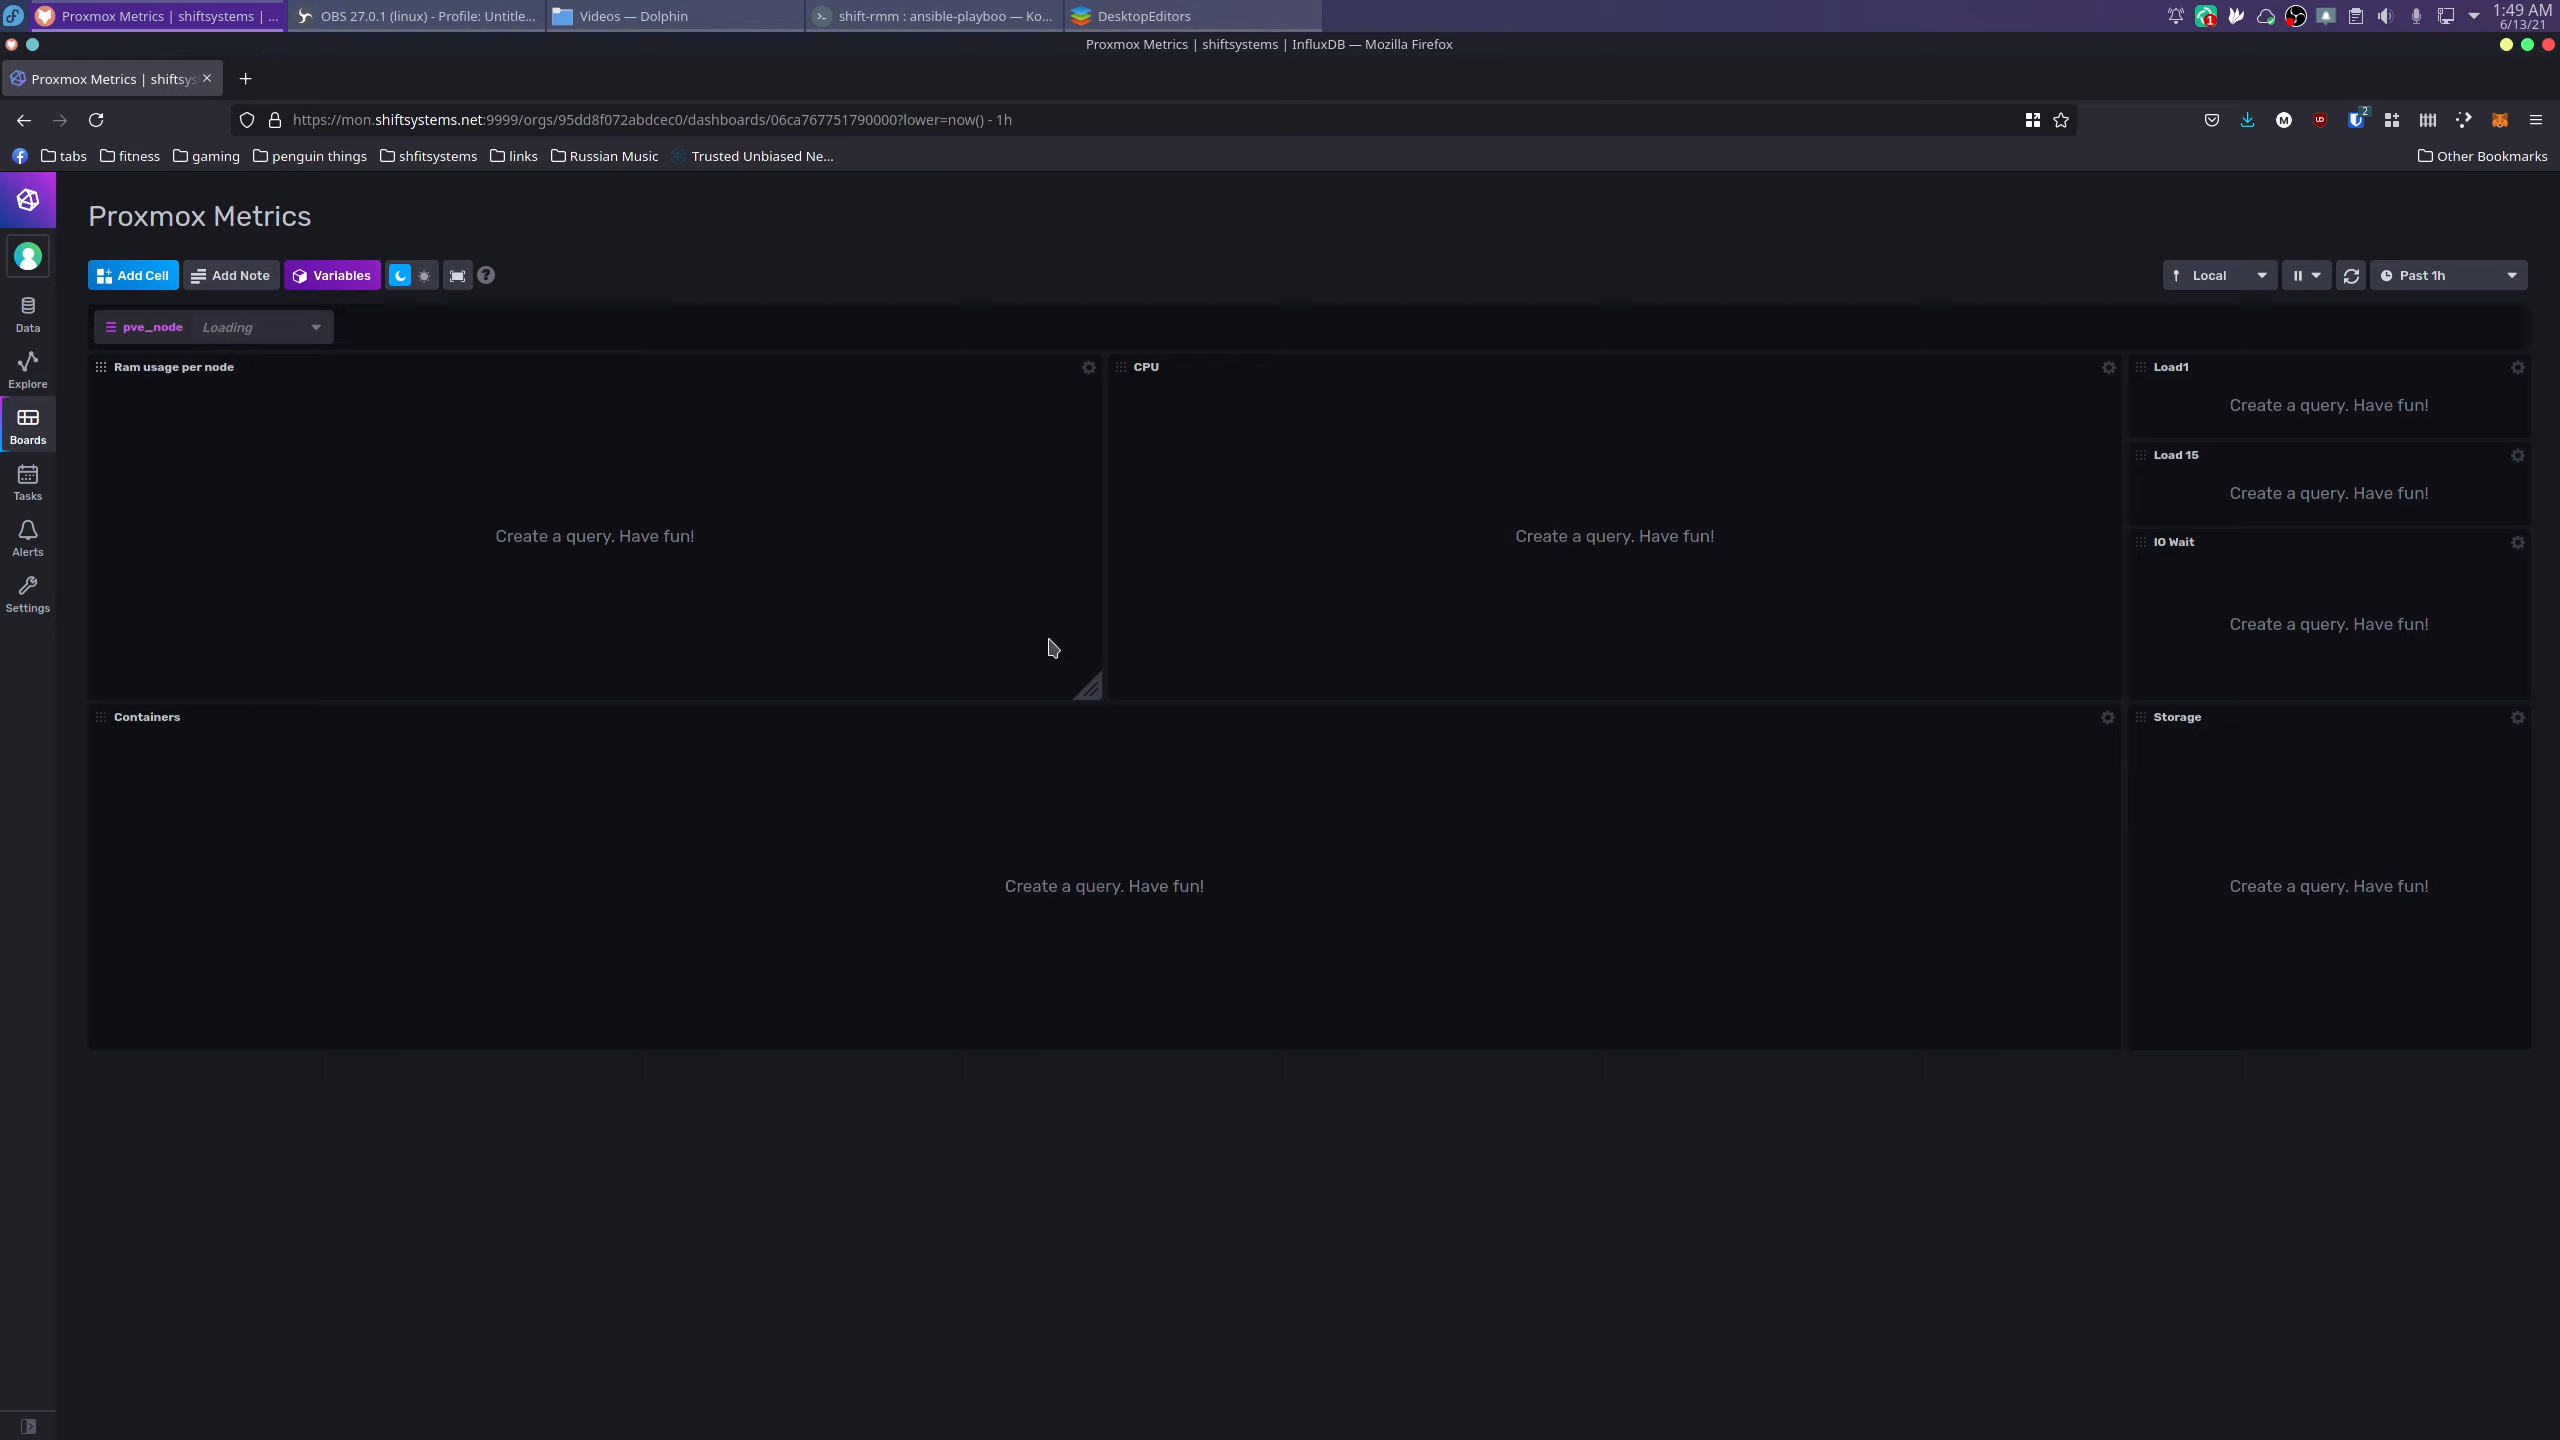 Proxmox Metrics | shiftsystems | ...
OBS 27.0.1 (linux) - Profile: Untitle...
Videos — Dolphin
shift-rmm : ansible-playboo — Ko...
DesktopEditors
1
1:49 AM
6/13/21
Proxmox Metrics | shiftsystems | InfluxDB — Mozilla Firefox
Proxmox Metrics | shiftsys
https://mon.shiftsystems.net:9999/orgs/95dd8f072abdcec0/dashboards/06ca767751790000?lower=now() - 1h
2
tabs
fitness
gaming
penguin things
shfitsystems
links
Russian Music
Trusted Unbiased Ne...
Other Bookmarks
Proxmox Metrics
Add Cell
Add Note
Variables
?
Local
Past 1h
Data
Explore
Boards
Tasks
Alerts
Settings
pve_node
Loading
Ram usage per node
Create a query. Have fun!
CPU
Create a query. Have fun!
Load1
Create a query. Have fun!
Load 15
Create a query. Have fun!
IO Wait
Create a query. Have fun!
Containers
Create a query. Have fun!
Storage
Create a query. Have fun!